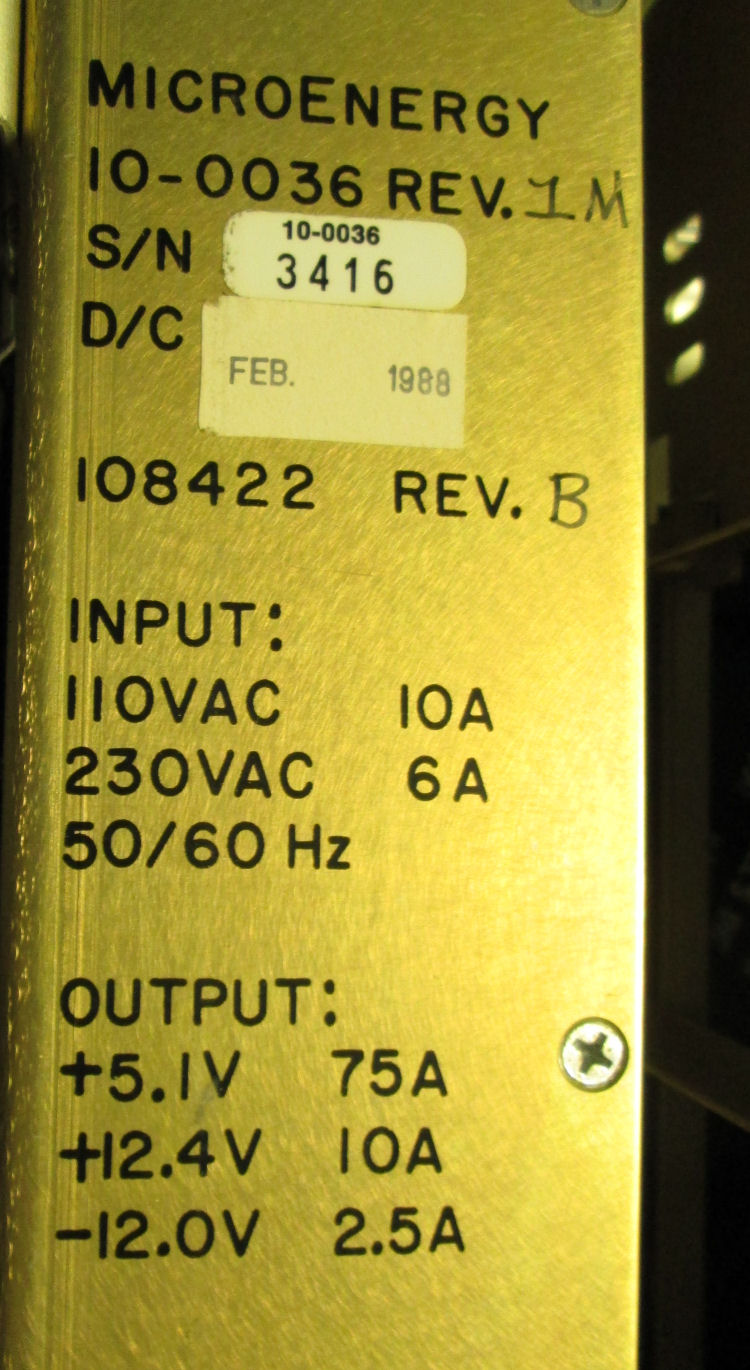 MICROENERGY
10-0036 REV. 1M
S/N 10-0036
3416
D/C
FEB. 1988
108422 REV. B
INPUT:
110VAC 10A
230VAC 6A
50/60 Hz
OUTPUT:
+5.1V 75A
+12.4V 10A
-12.0V 2.5A